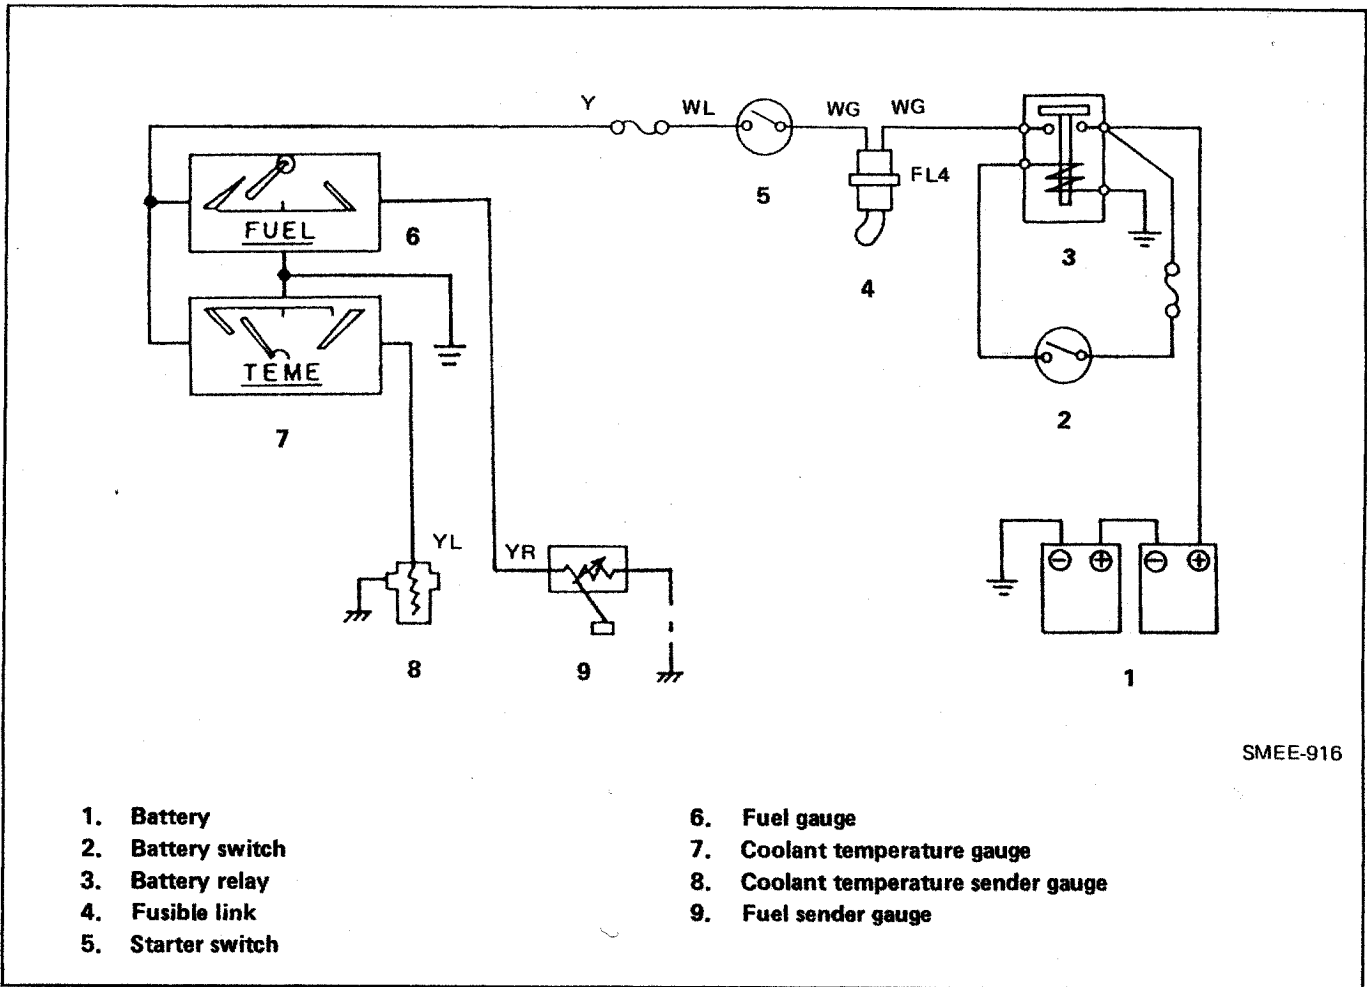 Y
WL
WG
WG
FL4
5
4
3
2
FUEL
6
TEME
7
YL
YR
8
9
− + − +
1
SMEE-916
1. Battery
2. Battery switch
3. Battery relay
4. Fusible link
5. Starter switch
6. Fuel gauge
7. Coolant temperature gauge
8. Coolant temperature sender gauge
9. Fuel sender gauge